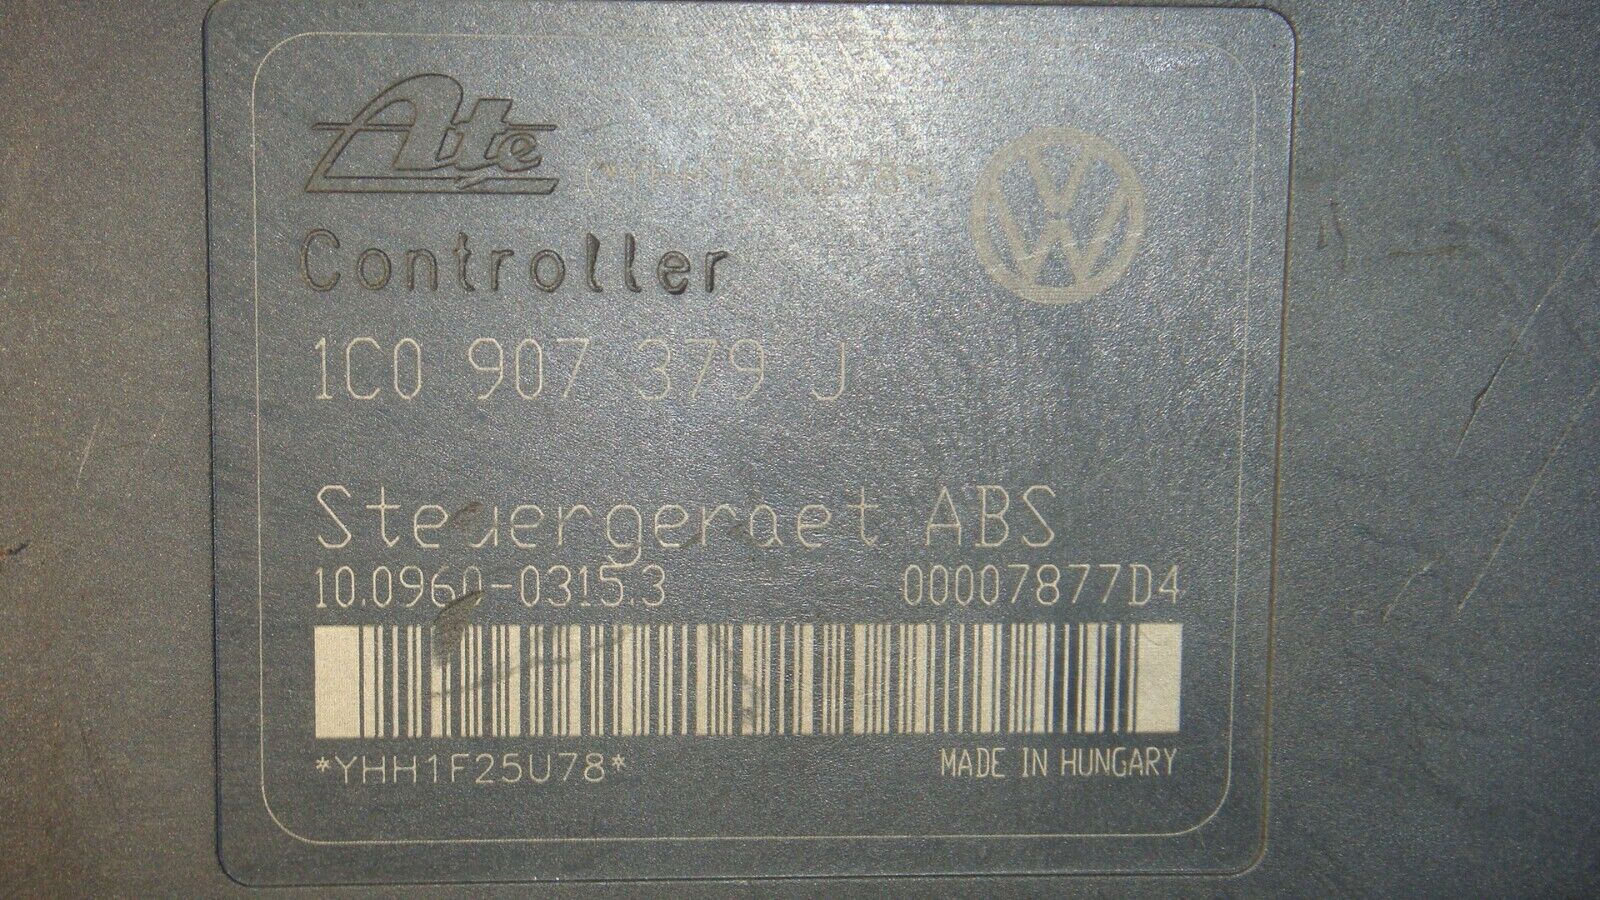 Ate
Controller
1C0 907 379 J
Steuergeraet ABS
10.0960-0315.3 00007877D4
*YHH1F25U78*
MADE IN HUNGARY